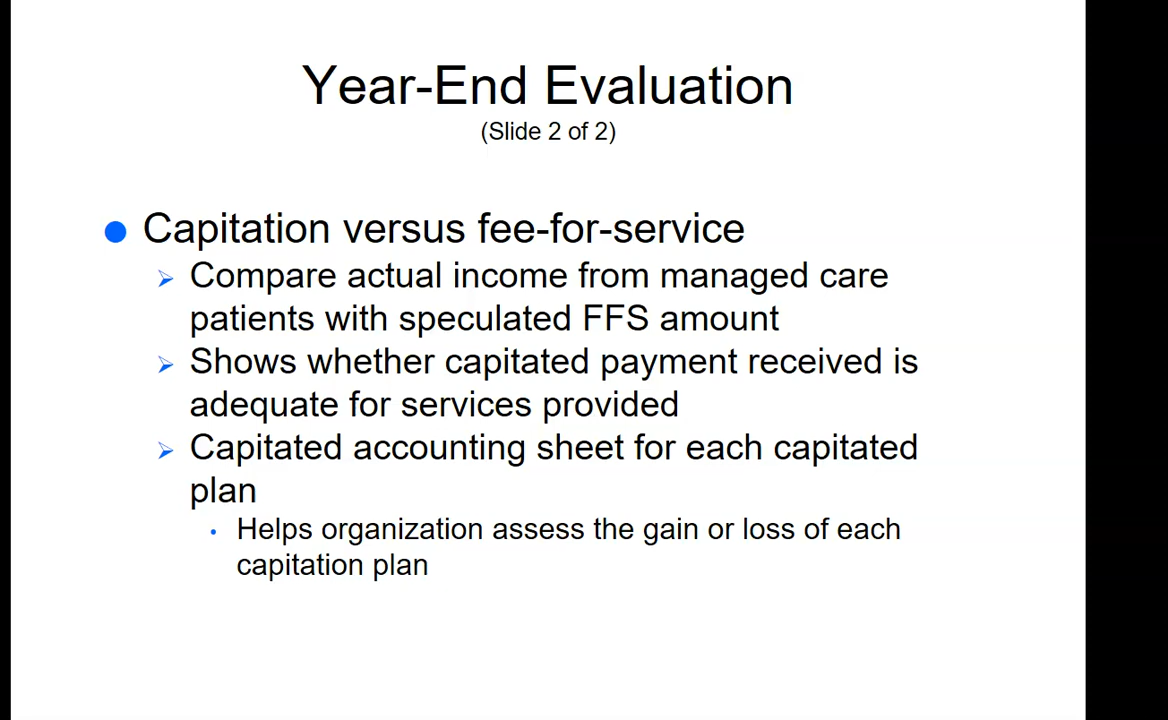 Year-End Evaluation
(Slide 2 of 2)
Capitation versus fee-for-service
Compare actual income from managed care
patients with speculated FFS amount
Shows whether capitated payment received is
adequate for services provided
Capitated accounting sheet for each capitated
plan
Helps organization assess the gain or loss of each
capitation plan